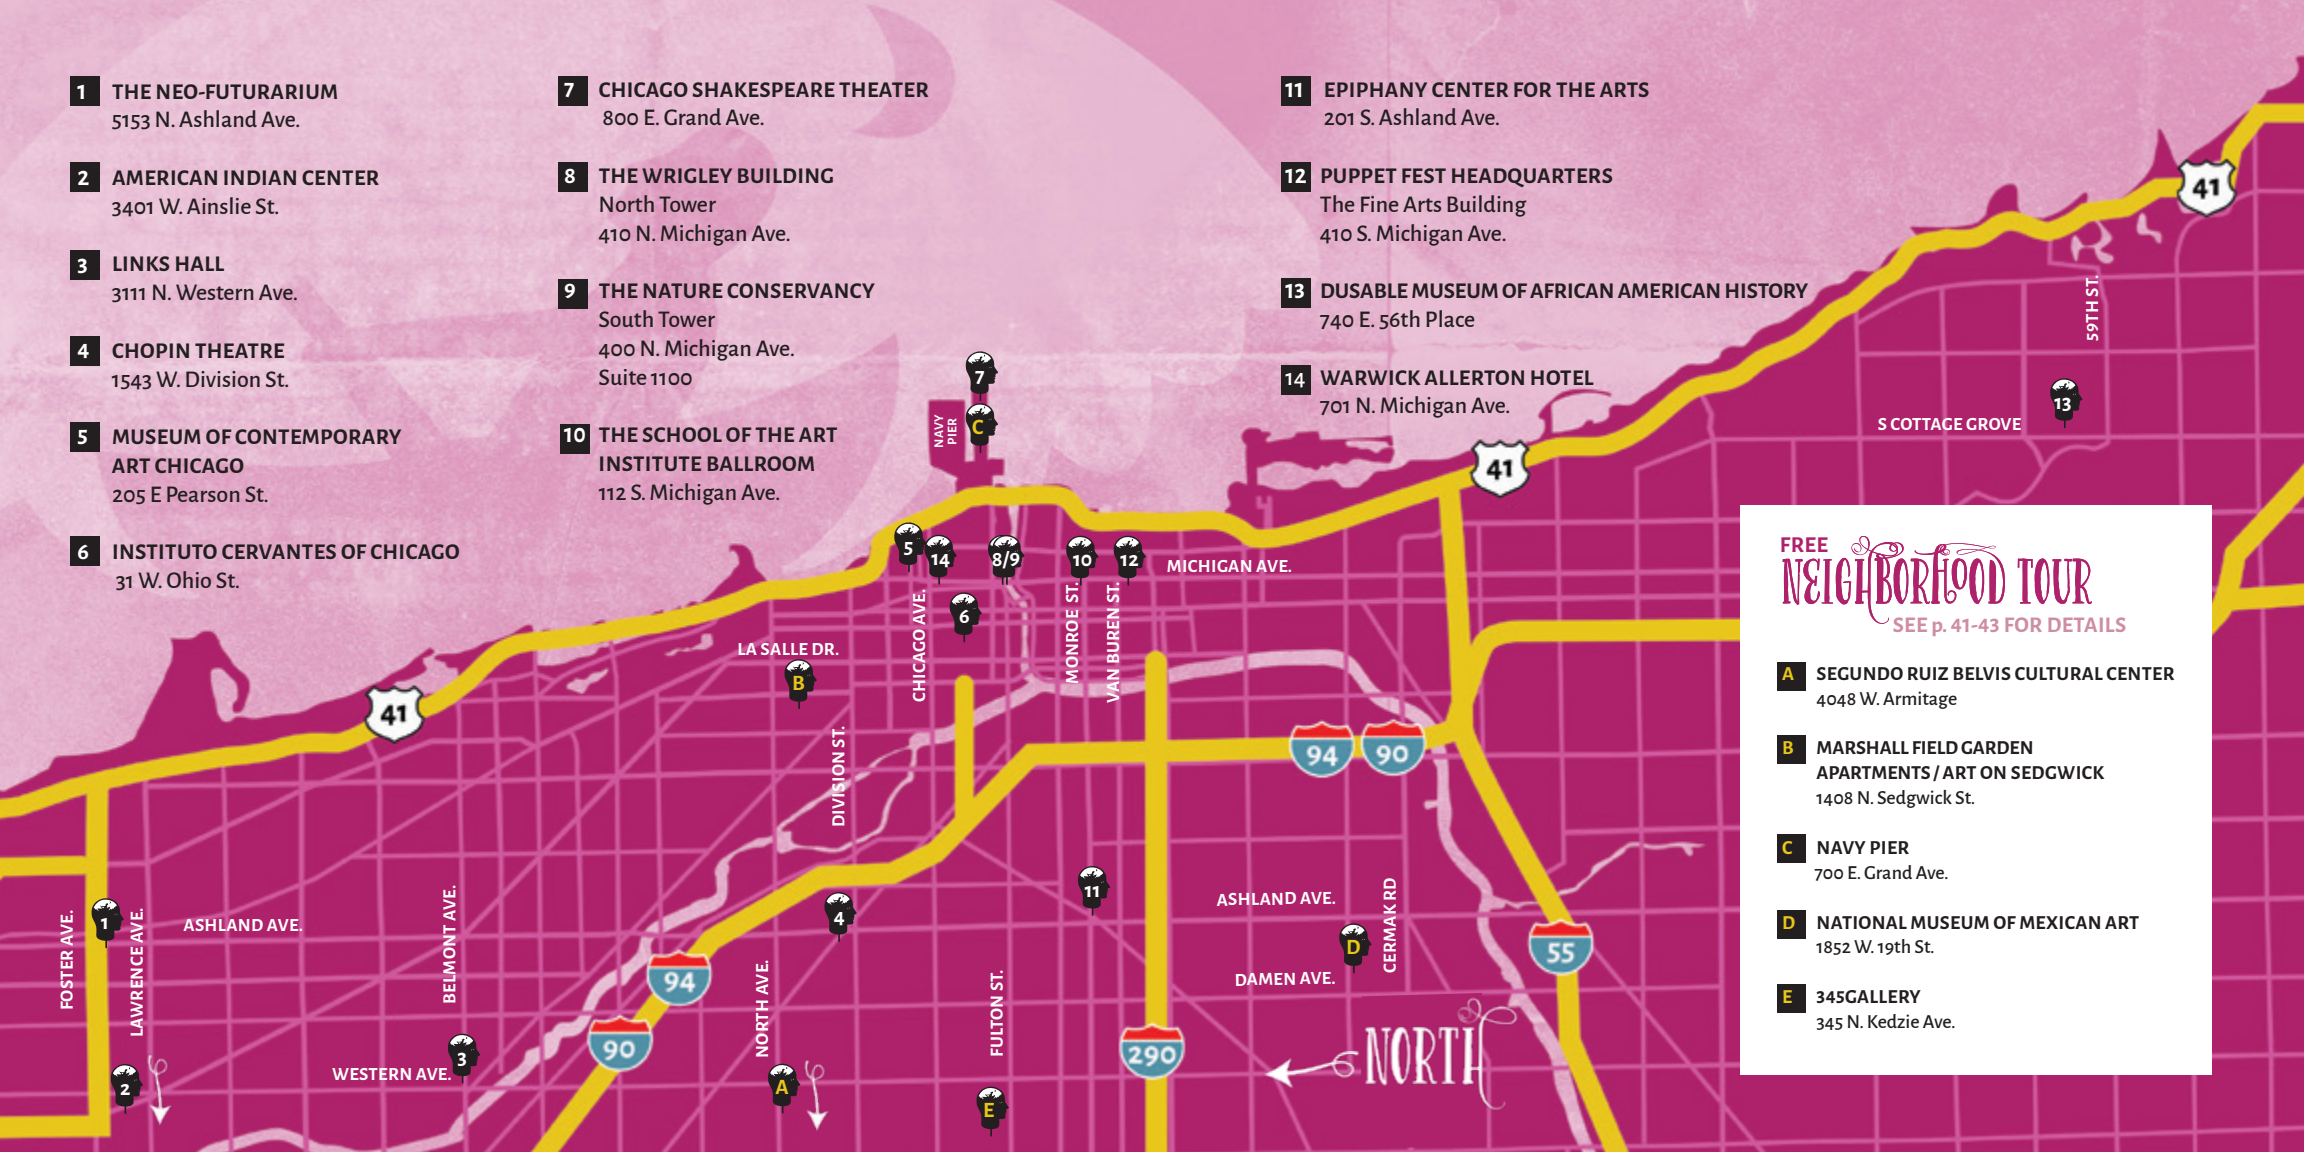 1 THE NEO-FUTURARIUM
5153 N. Ashland Ave.
2 AMERICAN INDIAN CENTER
3401 W. Ainslie St.
3 LINKS HALL
3111 N. Western Ave.
4 CHOPIN THEATRE
1543 W. Division St.
5 MUSEUM OF CONTEMPORARY
ART CHICAGO
205 E Pearson St.
6 INSTITUTO CERVANTES OF CHICAGO
31 W. Ohio St.
7 CHICAGO SHAKESPEARE THEATER
800 E. Grand Ave.
8 THE WRIGLEY BUILDING
North Tower
410 N. Michigan Ave.
9 THE NATURE CONSERVANCY
South Tower
400 N. Michigan Ave.
Suite 1100
10 THE SCHOOL OF THE ART
INSTITUTE BALLROOM
112 S. Michigan Ave.
11 EPIPHANY CENTER FOR THE ARTS
201 S. Ashland Ave.
12 PUPPET FEST HEADQUARTERS
The Fine Arts Building
410 S. Michigan Ave.
13 DUSABLE MUSEUM OF AFRICAN AMERICAN HISTORY
740 E. 56th Place
14 WARWICK ALLERTON HOTEL
701 N. Michigan Ave.
41
59TH ST.
13
S COTTAGE GROVE
7
NAVY
PIER
C
41
5
14
8/9
10
12
MICHIGAN AVE.
6
CHICAGO AVE.
MONROE ST.
VAN BUREN ST.
LA SALLE DR.
B
41
DIVISION ST.
94
90
11
4
1
FOSTER AVE.
LAWRENCE AVE.
ASHLAND AVE.
BELMONT AVE.
ASHLAND AVE.
CERMAK RD
D
55
DAMEN AVE.
94
90
NORTH AVE.
FULTON ST.
290
NORTH
3
WESTERN AVE.
2
A
E
FREE
NEIGHBORHOOD TOUR
SEE p. 41-43 FOR DETAILS
A SEGUNDO RUIZ BELVIS CULTURAL CENTER
4048 W. Armitage
B MARSHALL FIELD GARDEN
APARTMENTS / ART ON SEDGWICK
1408 N. Sedgwick St.
C NAVY PIER
700 E. Grand Ave.
D NATIONAL MUSEUM OF MEXICAN ART
1852 W. 19th St.
E 345GALLERY
345 N. Kedzie Ave.